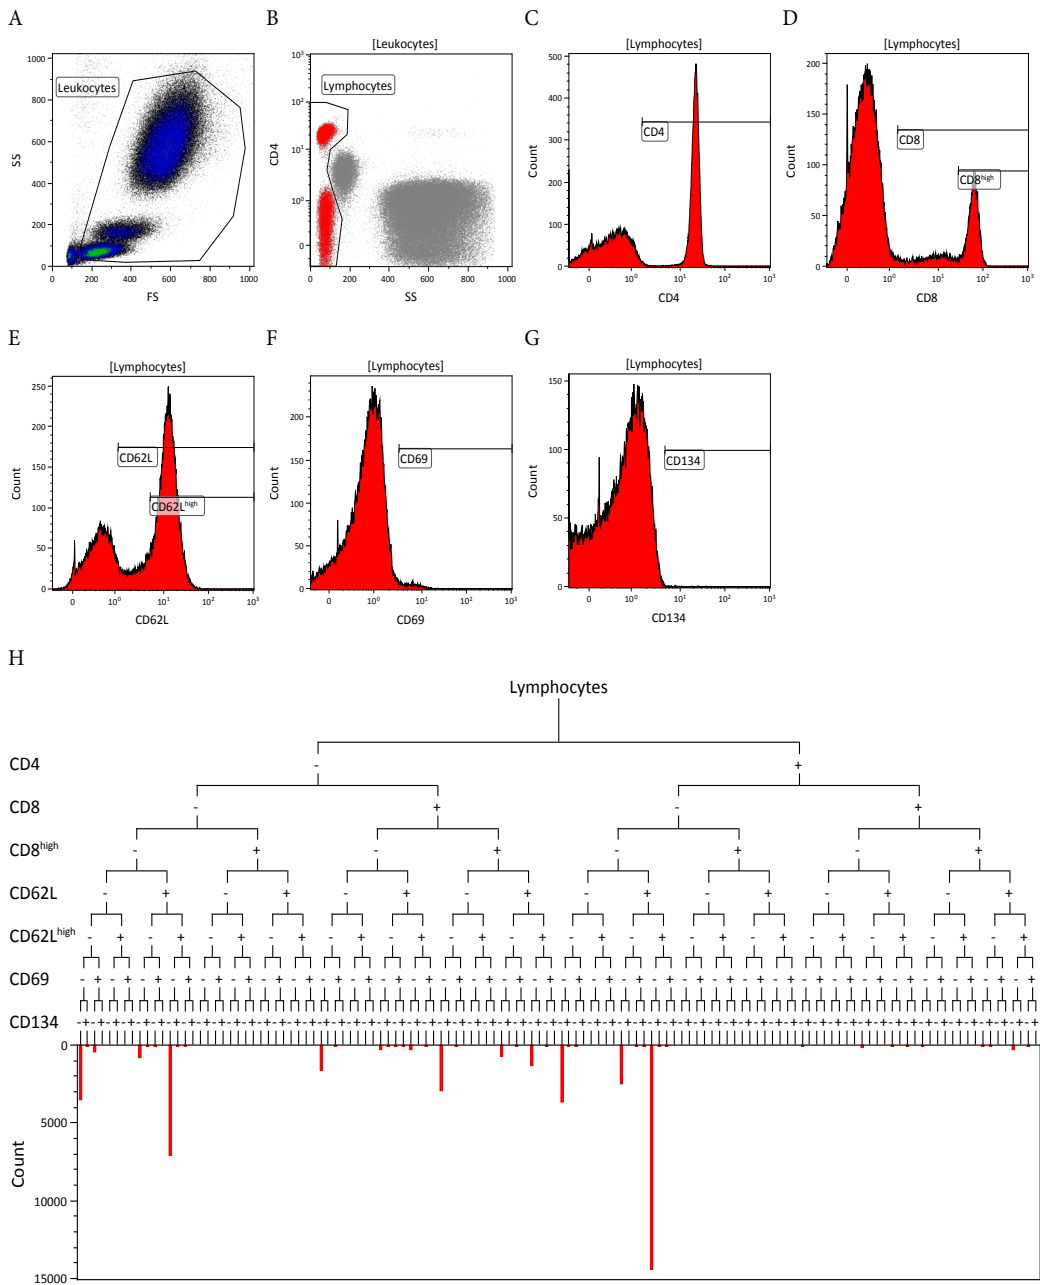 A
B
C
D
[Leukocytes]
[Lymphocytes]
[Lymphocytes]
Leukocytes
Lymphocytes
CD4
CD8
CD8high
SS
1000
800
600
400
200
0
0 200 400 600 800 1000
FS
CD4
10³
10²
10¹
10⁰
0
0 200 400 600 800 1000
SS
Count
500
400
300
200
100
0
0 10⁰ 10¹ 10² 10³
CD4
Count
200
150
100
50
0
0 10⁰ 10¹ 10² 10³
CD8
E
F
G
[Lymphocytes]
[Lymphocytes]
[Lymphocytes]
CD62L
CD62Lhigh
CD69
CD134
Count
250
200
150
100
50
0
0 10⁰ 10¹ 10² 10³
CD62L
Count
200
150
100
50
0
0 10⁰ 10¹ 10² 10³
CD69
Count
150
100
50
0
0 10⁰ 10¹ 10² 10³
CD134
H
Lymphocytes
CD4 - +
CD8 - + - +
CD8high - + - + - + - +
CD62L - + - + - + - + - + - + - + - +
CD62Lhigh - + - + - + - + - + - + - + - + - + - + - + - + - + - + - + - +
CD69 - + - + - + - + - + - + - + - + - + - + - + - + - + - + - + - + - + - + - + - + - + - + - + - + - + - + - + - + - + - + - + - +
CD134 -+-+-+-+-+-+-+-+-+-+-+-+-+-+-+-+-+-+-+-+-+-+-+-+-+-+-+-+-+-+-+-+-+-+-+-+-+-+-+-+-+-+-+-+-+-+-+-+-+-+-+-+-+-+-+-+-+-+-+-+-+-+-+-+
0
5000
10000
15000
Count